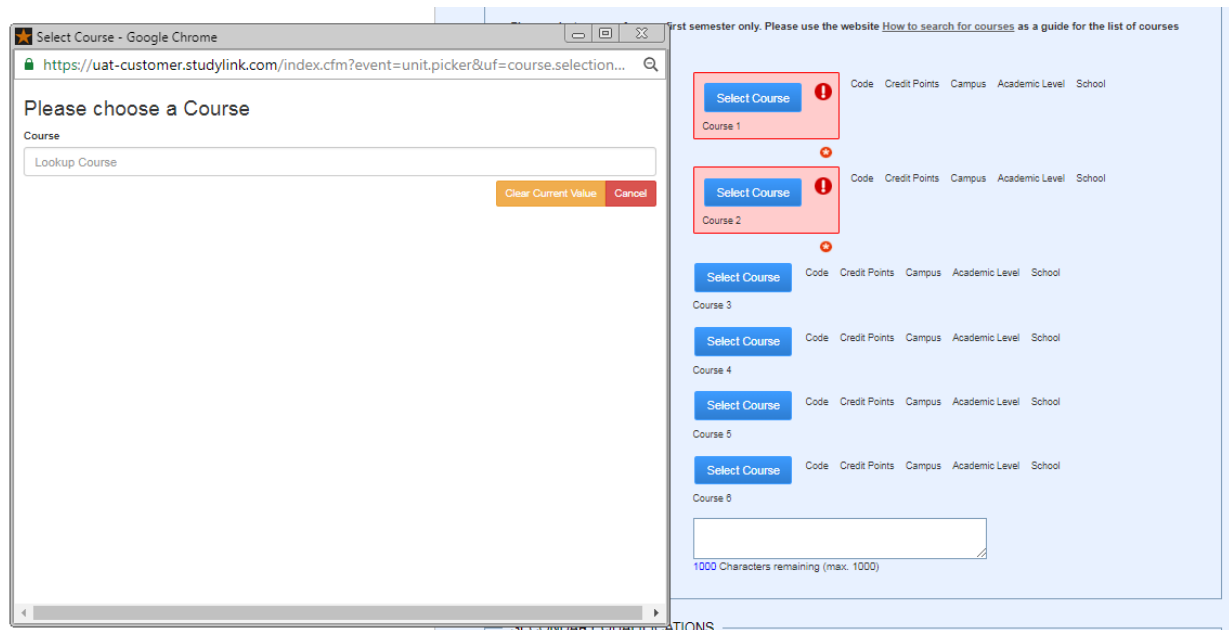 Select Course - Google Chrome
https://uat-customer.studylink.com/index.cfm?event=unit.picker&uf=course.selection...
Please choose a Course
Course
Lookup Course
Clear Current Value Cancel
first semester only. Please use the website How to search for courses as a guide for the list of courses
Select Course Code Credit Points Campus Academic Level School
Course 1
Select Course Code Credit Points Campus Academic Level School
Course 2
Select Course Code Credit Points Campus Academic Level School
Course 3
Select Course Code Credit Points Campus Academic Level School
Course 4
Select Course Code Credit Points Campus Academic Level School
Course 5
Select Course Code Credit Points Campus Academic Level School
Course 6
1000 Characters remaining (max. 1000)